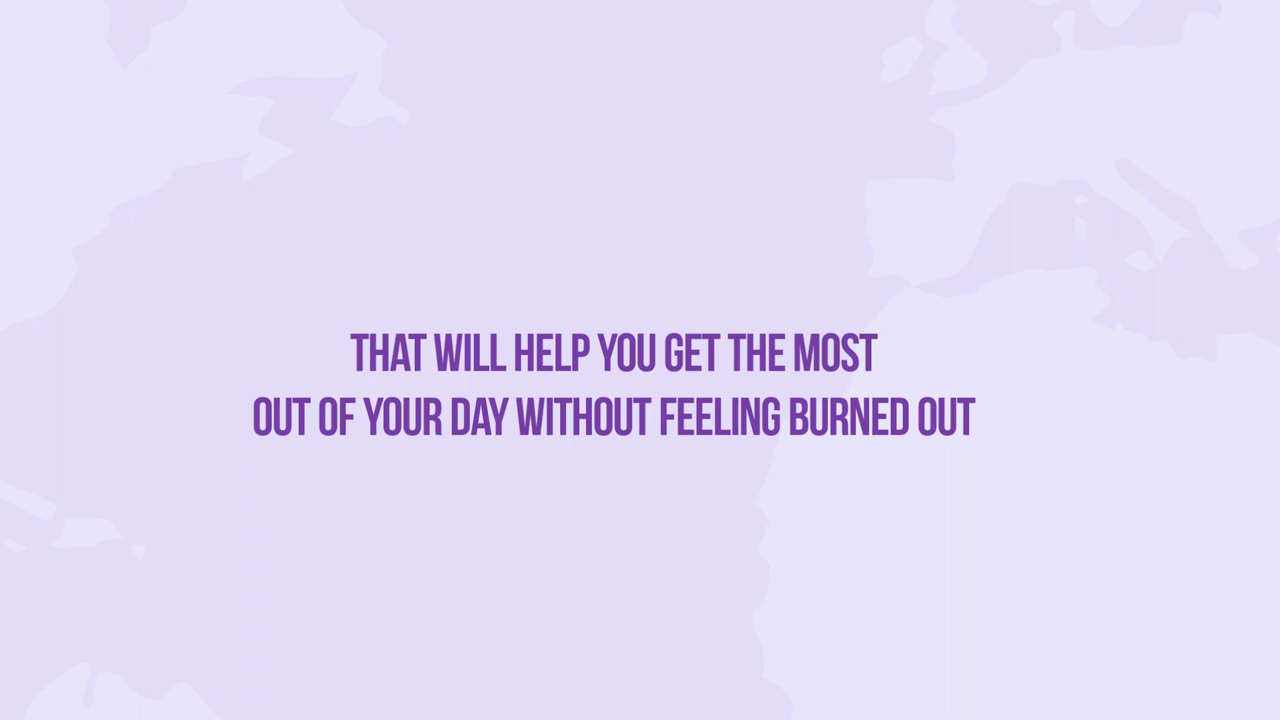 THAT WILL HELP YOU GET THE MOST
OUT OF YOUR DAY WITHOUT FEELING BURNED OUT